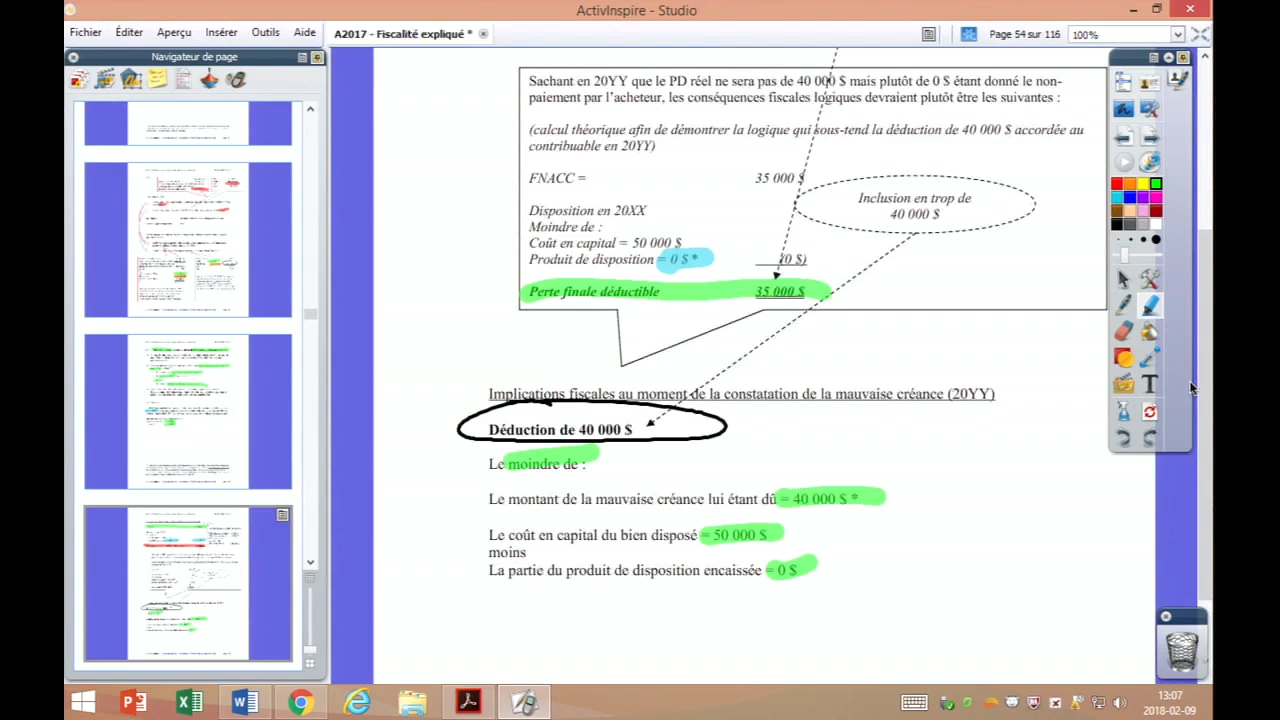 ActivInspire - Studio
Fichier Éditer Aperçu Insérer Outils Aide
A2017 - Fiscalité expliqué *
Page 54 sur 116
100%
Navigateur de page
Sachant en 20YY que le PD réel ne sera pas de 40 000 $ mais plutôt de 0 $ étant donné le non-
paiement par l'acheteur, les conséquences fiscales logiques devraient plutôt être les suivantes :
(calcul illustré afin de démontrer la logique qui sous-tend la déduction de 40 000 $ accordée au
contribuable en 20YY)
FNACC = 35 000 $
Inclusion en trop de
40 000 $
Disposition en 20XX
Moindre de :
Coût en capital = 50 000 $
Produit de disposition = 0 $ * (0 $)
Perte finale déductible 35 000 $
Implications fiscales au moment de la constatation de la mauvaise créance (20YY)
Déduction de 40 000 $
Le moindre de :
Le montant de la mauvaise créance lui étant dû = 40 000 $ *
Le coût en capital du bien disposé = 50 000 $
moins
La partie du produit de disposition encaissé = 0 $
13:07
2018-02-09